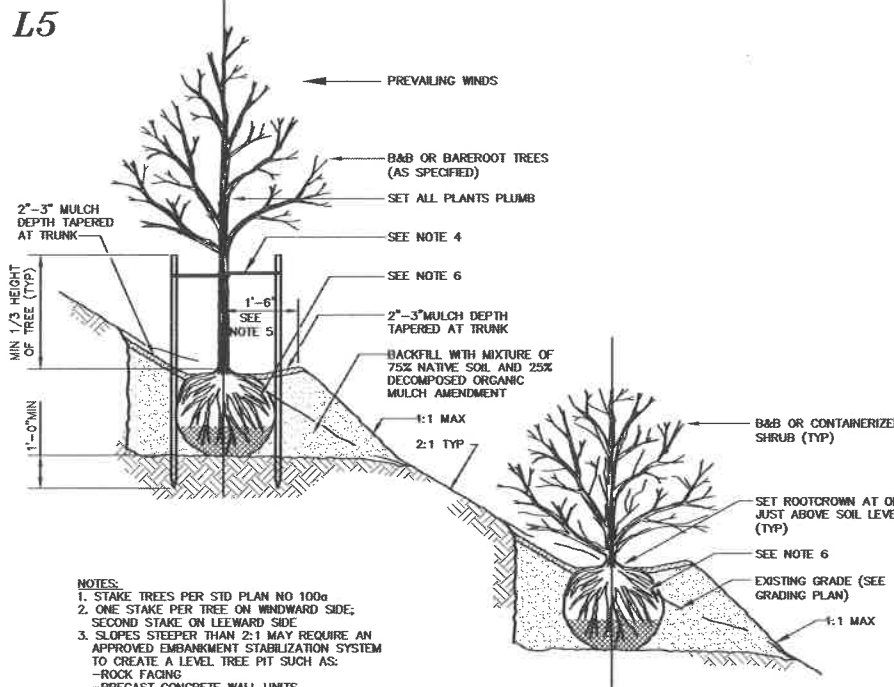 L5
PREVAILING WINDS
B&B OR BAREROOT TREES
(AS SPECIFIED)
SET ALL PLANTS PLUMB
2"-3" MULCH
DEPTH TAPERED
AT TRUNK
SEE NOTE 4
SEE NOTE 6
MIN 1/3 HEIGHT
OF TREE (TYP)
1'-6"
SEE
NOTE 5
2"-3"MULCH DEPTH
TAPERED AT TRUNK
BACKFILL WITH MIXTURE OF
75% NATIVE SOIL AND 25%
DECOMPOSED ORGANIC
MULCH AMENDMENT
1'-0"MIN
1:1 MAX
2:1 TYP
B&B OR CONTAINERIZE
SHRUB (TYP)
SET ROOTCROWN AT O
JUST ABOVE SOIL LEVE
(TYP)
SEE NOTE 6
EXISTING GRADE (SEE
GRADING PLAN)
1:1 MAX
NOTES:
1. STAKE TREES PER STD PLAN NO 100a
2. ONE STAKE PER TREE ON WINDWARD SIDE;
SECOND STAKE ON LEEWARD SIDE
3. SLOPES STEEPER THAN 2:1 MAY REQUIRE AN
APPROVED EMBANKMENT STABILIZATION SYSTEM
TO CREATE A LEVEL TREE PIT SUCH AS:
-ROCK FACING
-PRECAST CONCRETE WALL UNITS